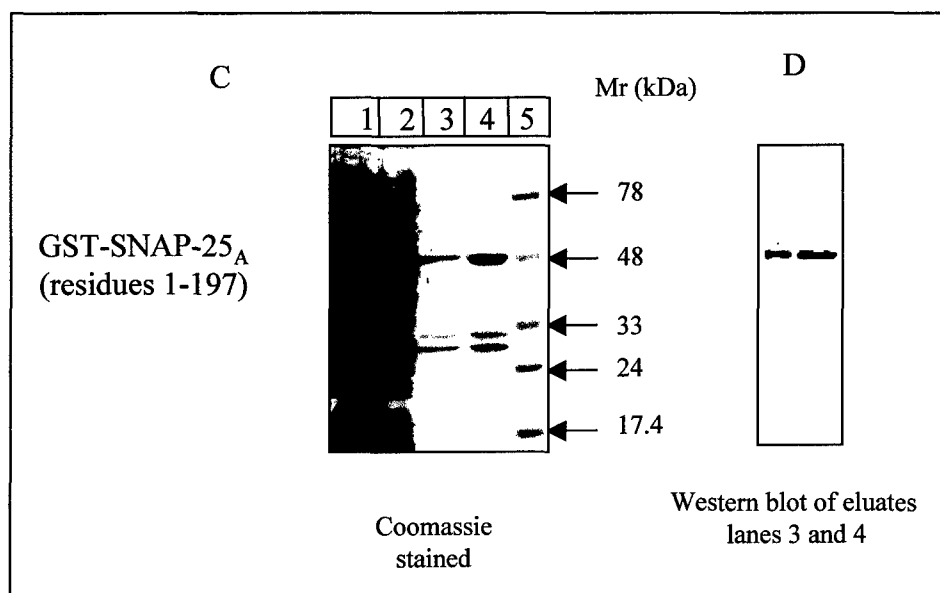 C
D
Mr (kDa)
1 2 3 4 5
78
GST-SNAP-25A
(residues 1-197)
48
33
24
17.4
Coomassie
stained
Western blot of eluates
lanes 3 and 4